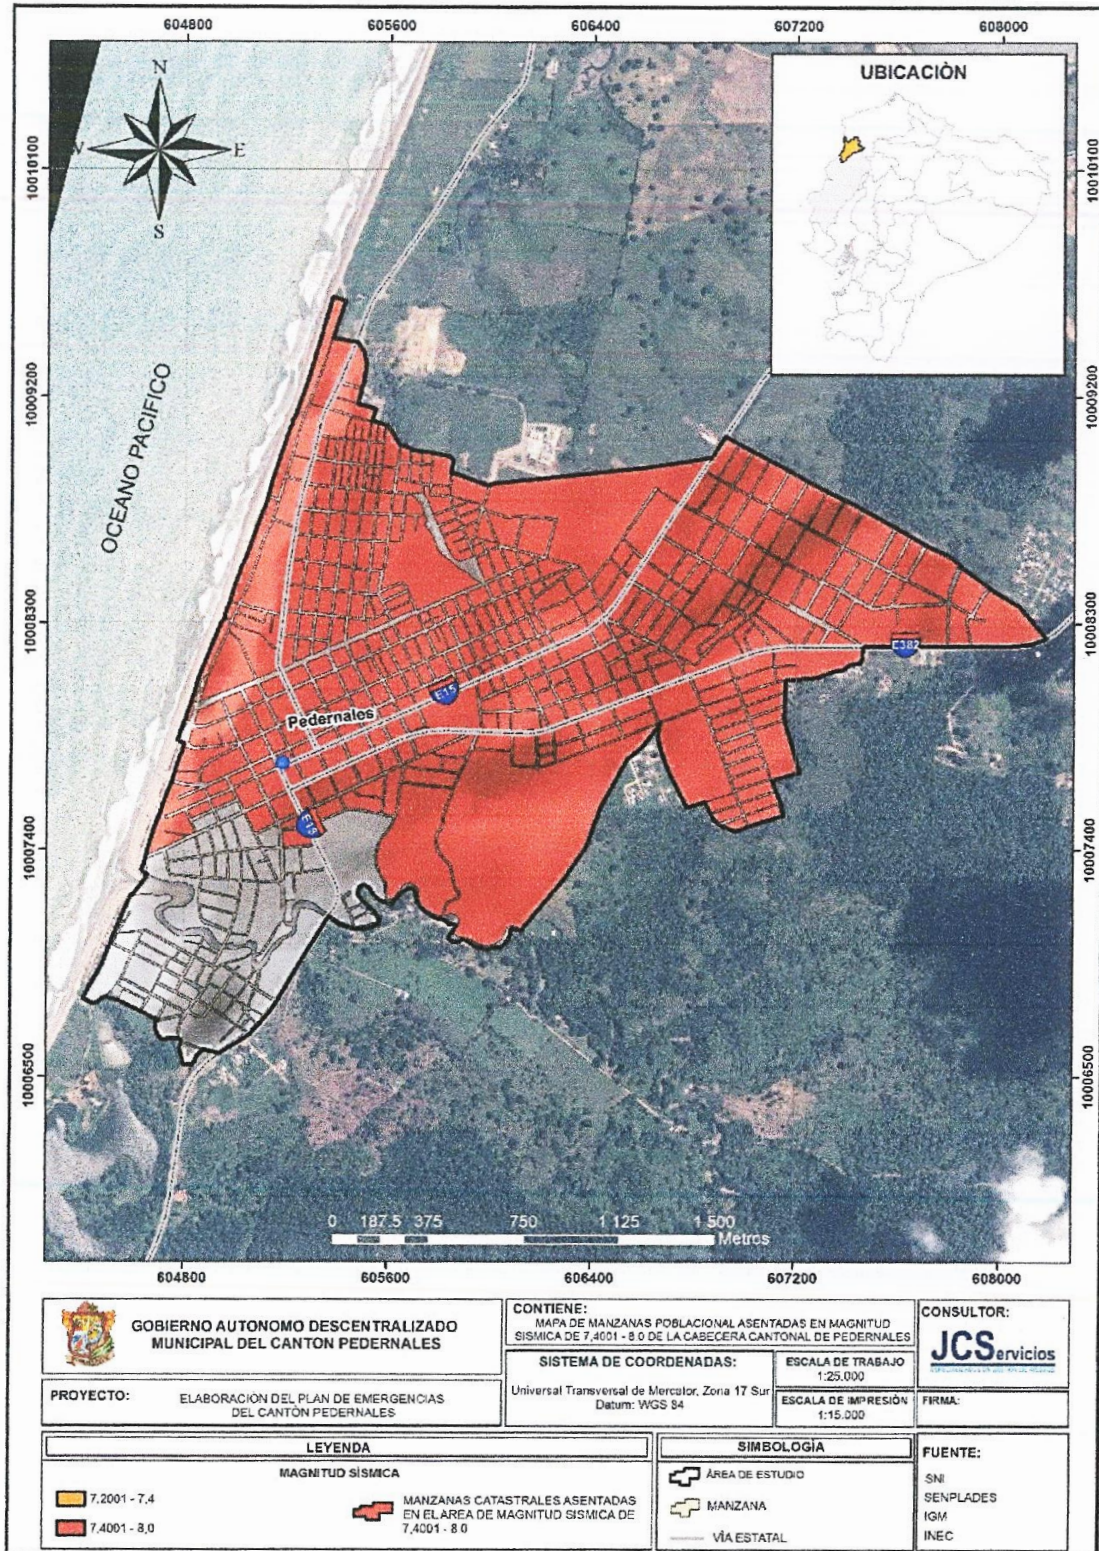 604800 605600 606400 607200 608000
N
E
S
UBICACIÒN
10010100
10010100
OCEANO PACIFICO
10009200
10009200
10008300
10008300
E382
E15
Pedernales
E15
10007400
10007400
10006500
10006500
0 187.5 375 750 1 125 1 500
Metros
604800 605600 606400 607200 608000
GOBIERNO AUTONOMO DESCENTRALIZADO
MUNICIPAL DEL CANTON PEDERNALES
PROYECTO: ELABORACION DEL PLAN DE EMERGENCIAS
DEL CANTÒN PEDERNALES
CONTIENE:
MAPA DE MANZANAS POBLACIONAL ASENTADAS EN MAGNITUD
SISMICA DE 7,4001 - 8.0 DE LA CABECERA CANTONAL DE PEDERNALES
SISTEMA DE COORDENADAS:
Universal Transversal de Mercator, Zona 17 Sur
Datum: WGS 84
ESCALA DE TRABAJO
1:25.000
ESCALA DE IMPRESIÓN
1:15.000
CONSULTOR:
JCServicios
FIRMA:
LEYENDA
MAGNITUD SÍSMICA
7,2001 - 7,4
7,4001 - 8,0
MANZANAS CATASTRALES ASENTADAS
EN EL AREA DE MAGNITUD SISMICA DE
7,4001 - 8 0
SIMBOLOGÍA
ÁREA DE ESTUDIO
MANZANA
VÍA ESTATAL
FUENTE:
SNI
SENPLADES
IGM
INEC